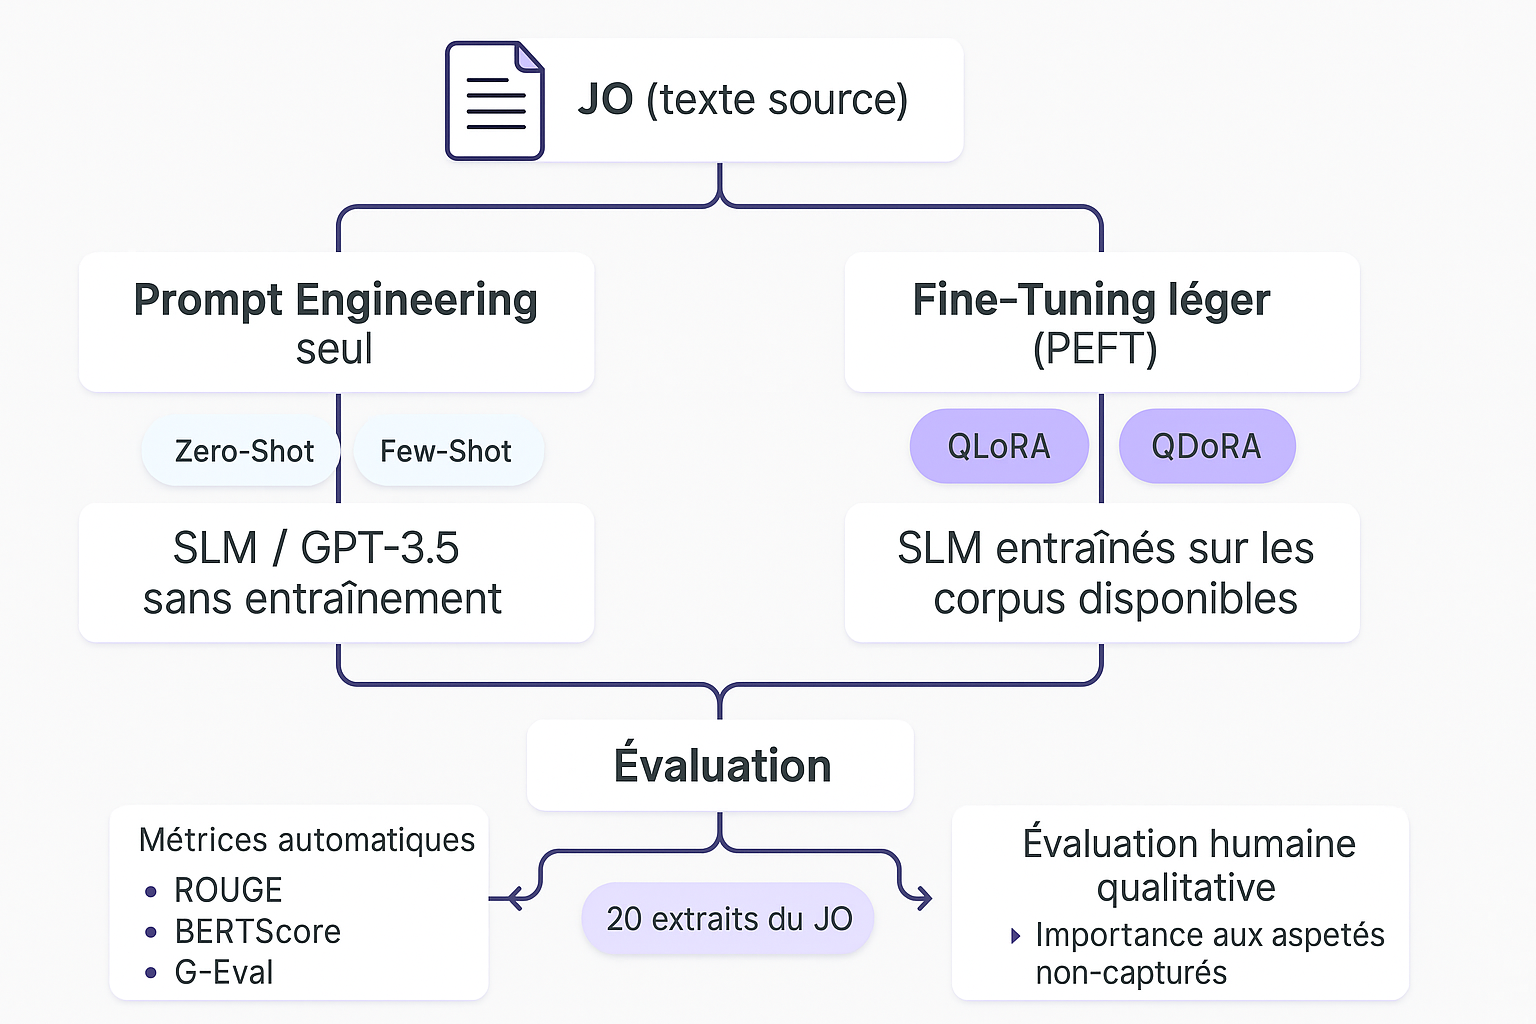 JO (texte source)
Prompt Engineering
seul
Fine-Tuning léger
(PEFT)
Zero-Shot
Few-Shot
QLoRA
QDoRA
SLM / GPT-3.5
sans entraînement
SLM entraînés sur les
corpus disponibles
Évaluation
Métrices automatiques
• ROUGE
• BERTScore
• G-Eval
20 extraits du JO
Évaluation humaine
qualitative
Importance aux aspetés
non-capturés